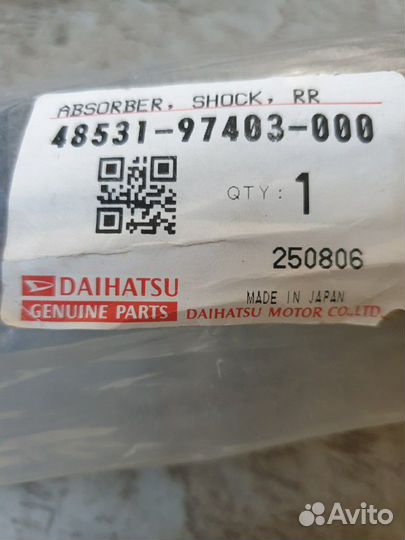 ABSORBER, SHOCK, RR
48531-97403-000
QTY: 1
250806
DAIHATSU
MADE IN JAPAN
GENUINE PARTS
DAIHATSU MOTOR CO.,LTD.
Avito